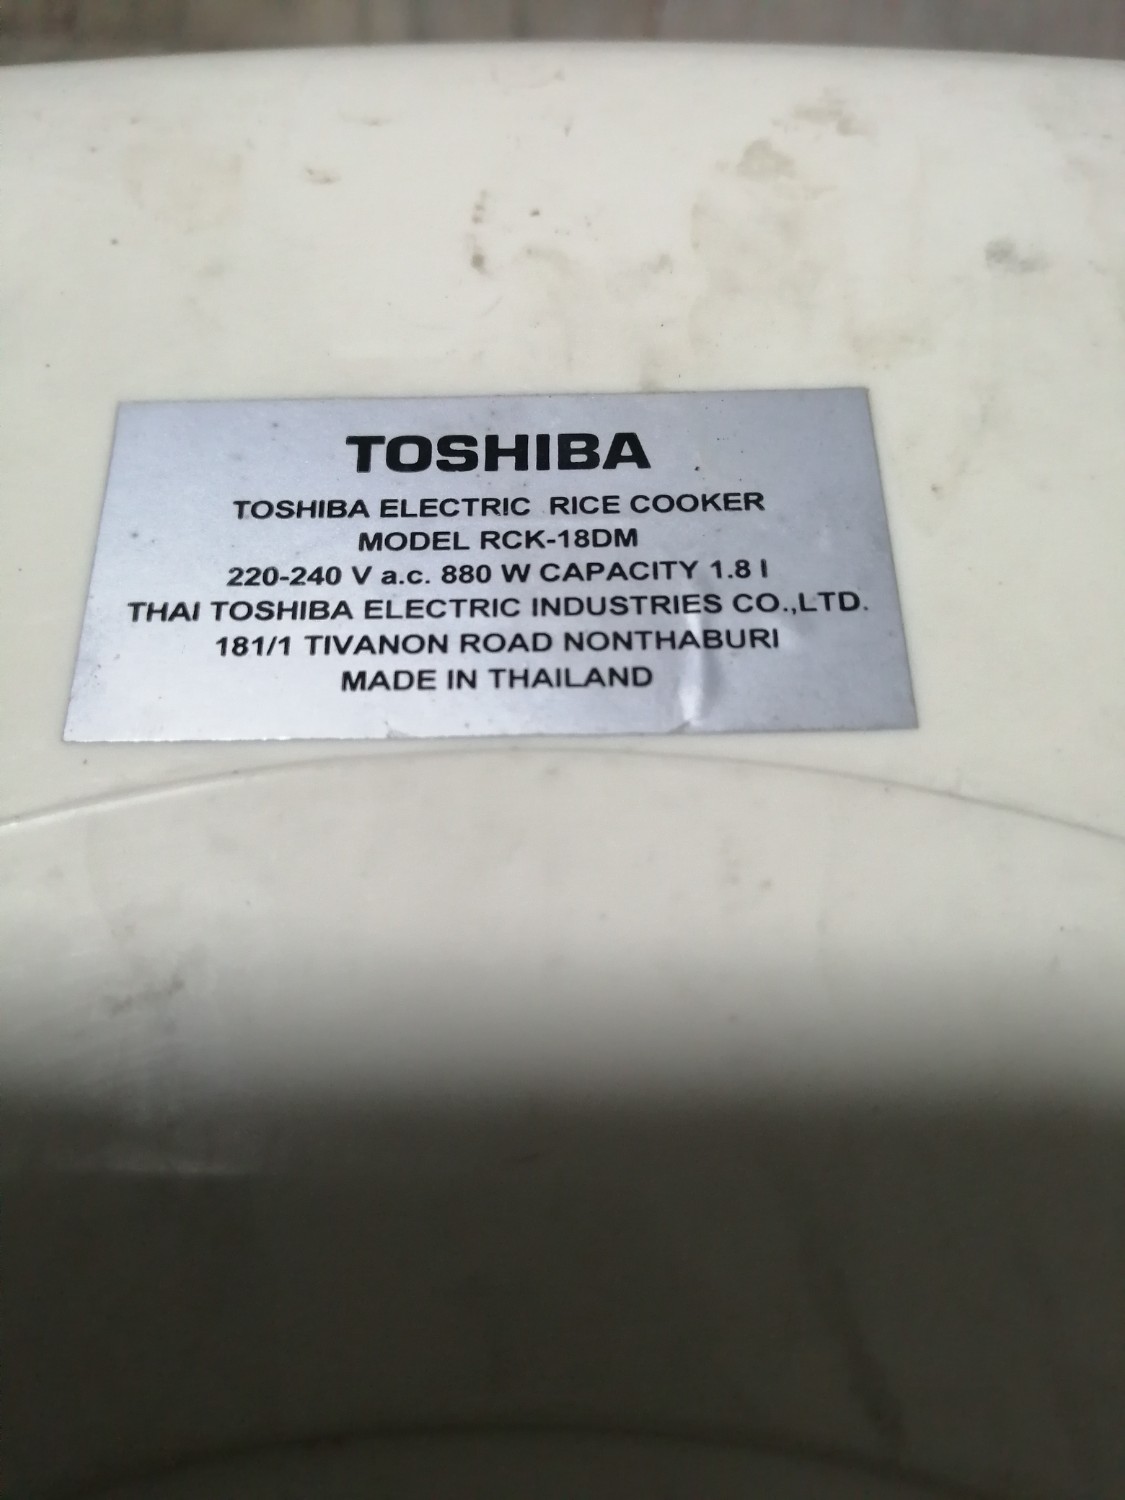 TOSHIBA
TOSHIBA ELECTRIC RICE COOKER
MODEL RCK-18DM
220-240 V a.c. 880 W CAPACITY 1.8 l
THAI TOSHIBA ELECTRIC INDUSTRIES CO.,LTD.
181/1 TIVANON ROAD NONTHABURI
MADE IN THAILAND